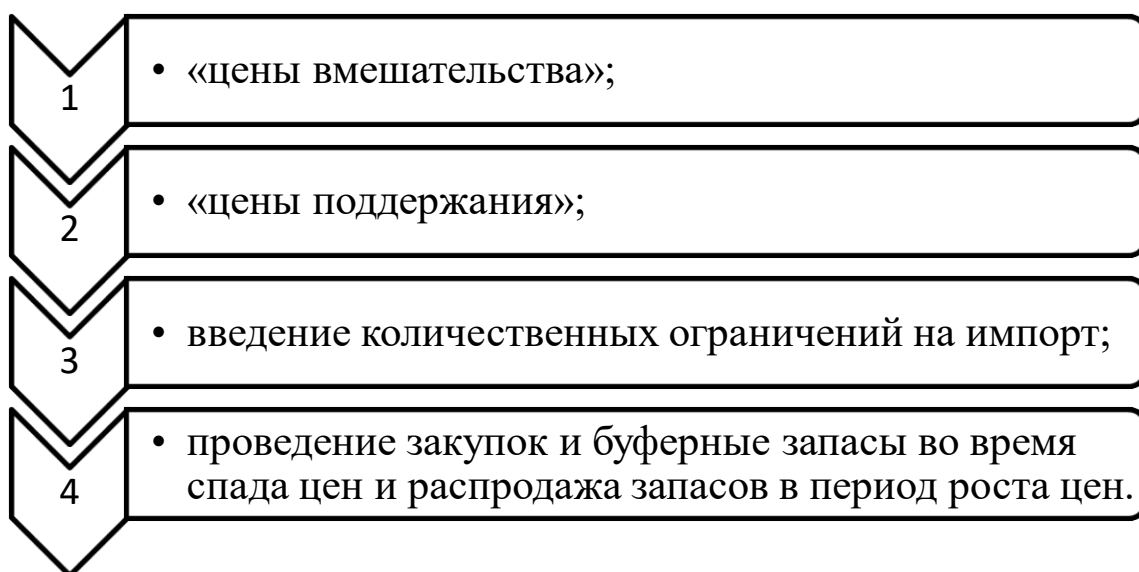 1
• «цены вмешательства»;
2
• «цены поддержания»;
3
• введение количественных ограничений на импорт;
4
• проведение закупок и буферные запасы во время
спада цен и распродажа запасов в период роста цен.